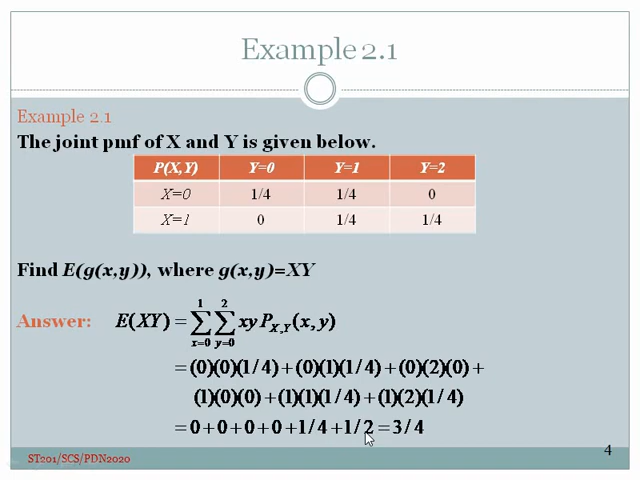 Example 2.1
Example 2.1
The joint pmf of X and Y is given below.
P(X,Y) Y=0 Y=1 Y=2
X=0 1/4 1/4 0
X=1 0 1/4 1/4
Find E(g(x,y)), where g(x,y)=XY
Answer: E(XY) = ∑_{x=0}^{1} ∑_{y=0}^{2} xy P_{X,Y}(x,y)
= (0)(0)(1/4) + (0)(1)(1/4) + (0)(2)(0) +
(1)(0)(0) + (1)(1)(1/4) + (1)(2)(1/4)
= 0 + 0 + 0 + 0 + 1/4 + 1/2 = 3/4
4
ST201/SCS/PDN2020